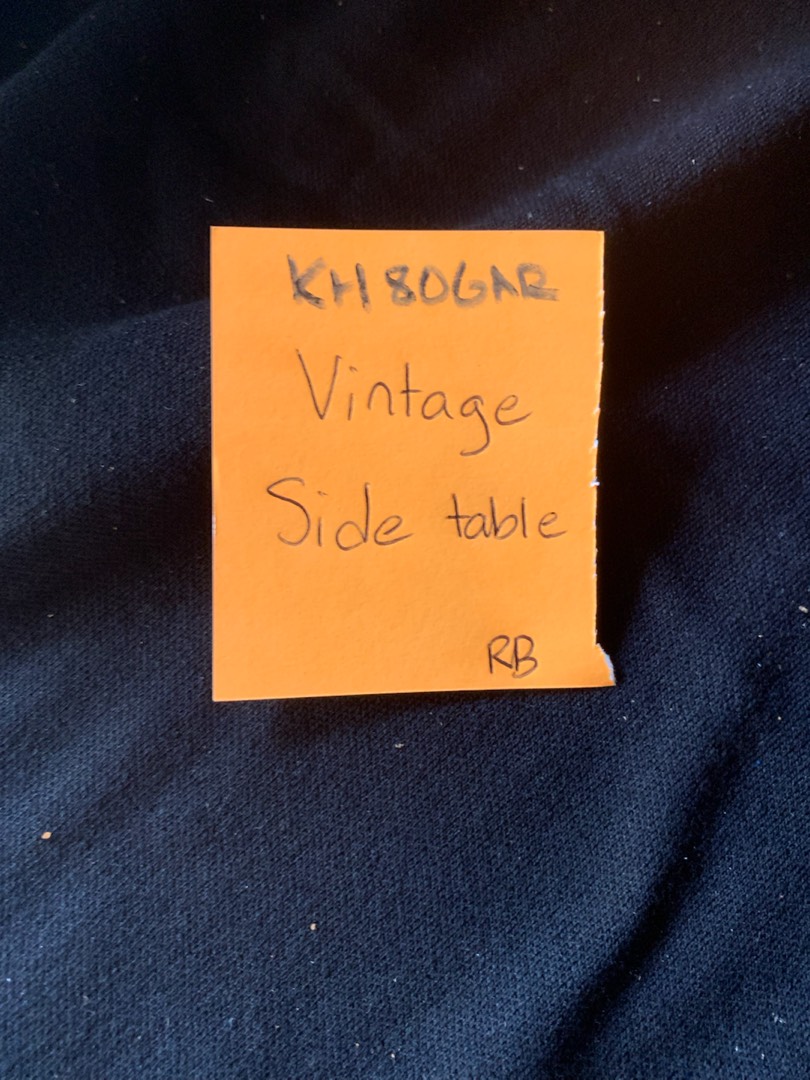 KH80GAR
Vintage
Side table
RB